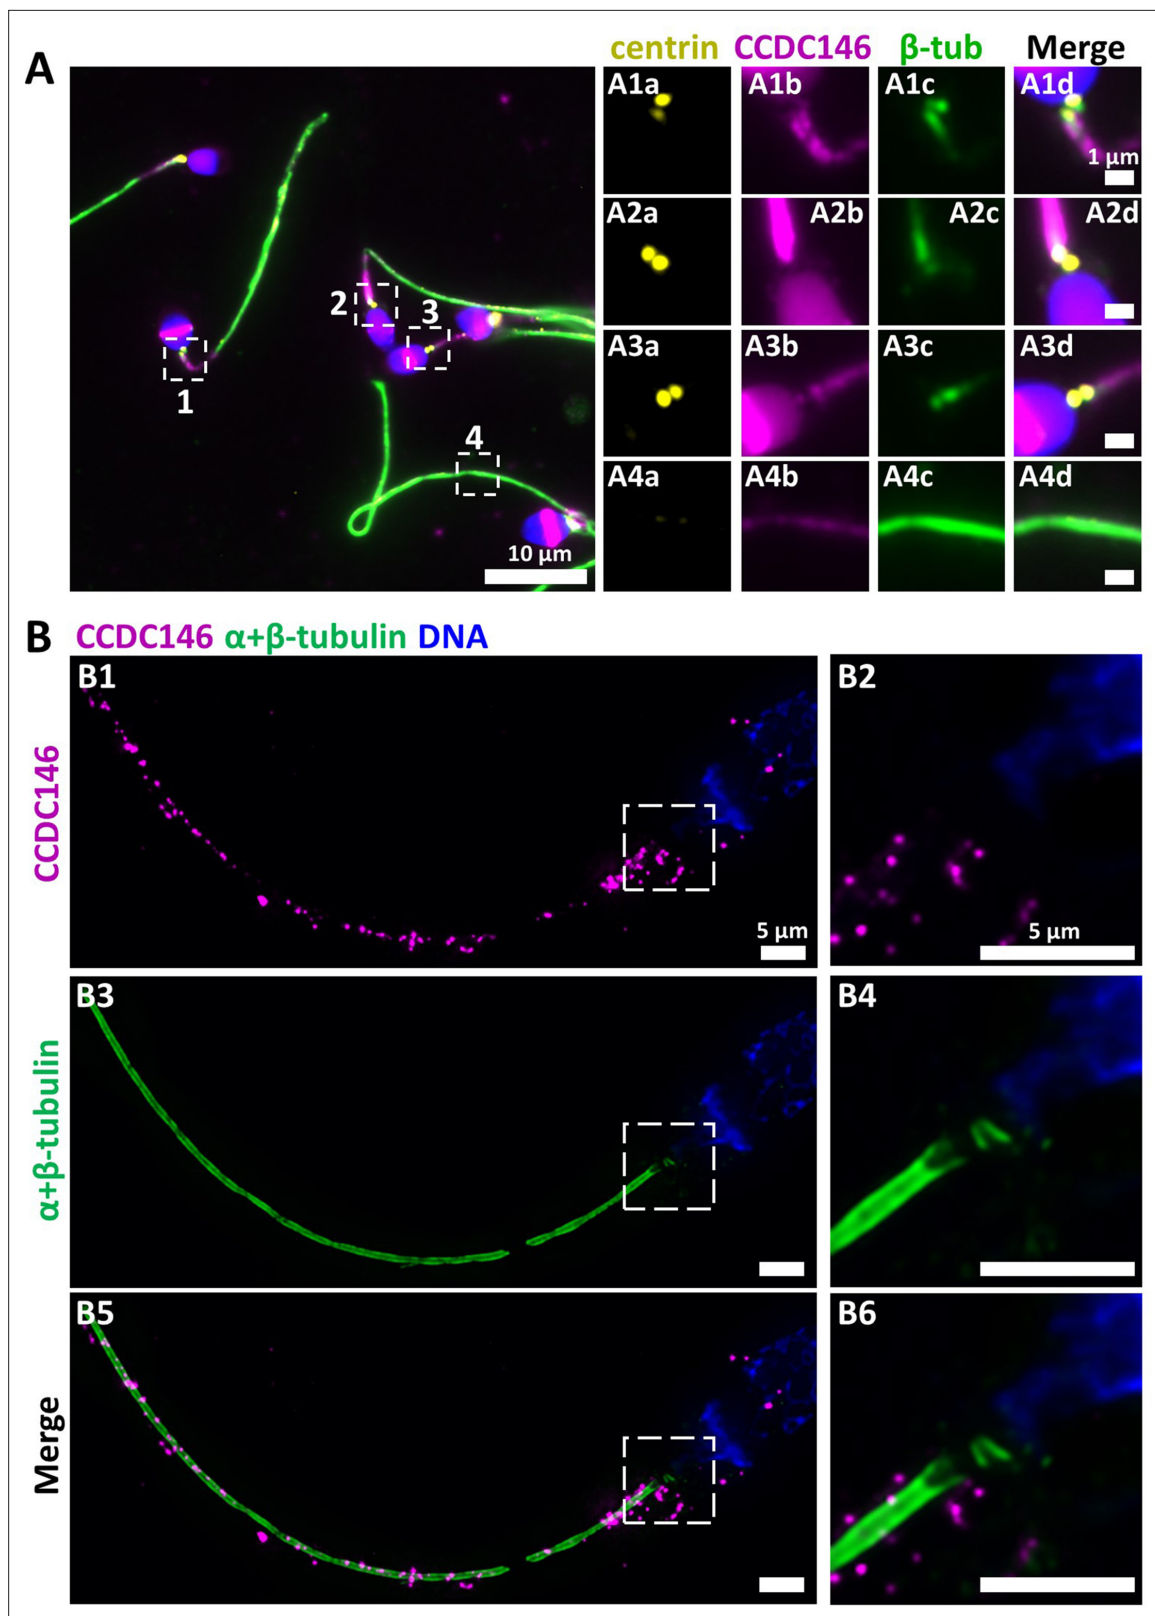 A
centrin CCDC146 β-tub Merge
A1a A1b A1c A1d
1 µm
A2a A2b A2c A2d
A3a A3b A3c A3d
A4a A4b A4c A4d
1
2
3
4
10 µm
B CCDC146 α+β-tubulin DNA
CCDC146
B1
5 µm
B2
5 µm
α+β-tubulin
B3
B4
Merge
B5
B6